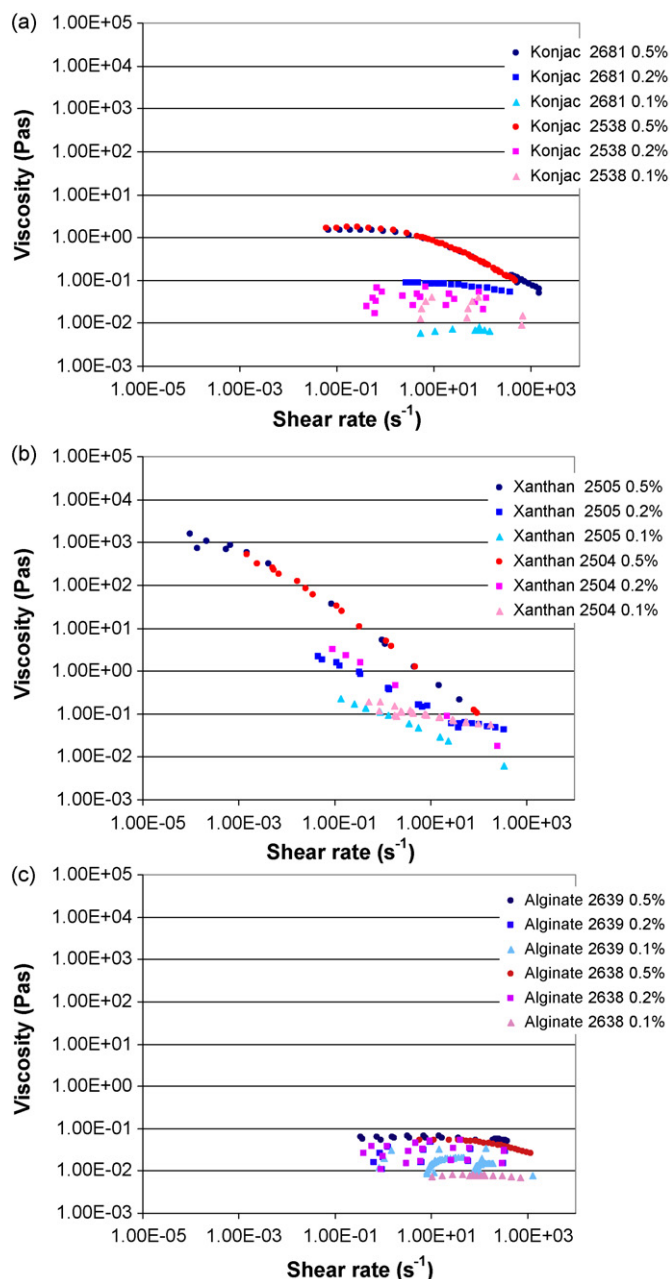 (a)
1.00E+05
1.00E+04
1.00E+03
1.00E+02
1.00E+01
1.00E+00
1.00E-01
1.00E-02
1.00E-03
Viscosity (Pas)
Konjac 2681 0.5%
Konjac 2681 0.2%
Konjac 2681 0.1%
Konjac 2538 0.5%
Konjac 2538 0.2%
Konjac 2538 0.1%
1.00E-05 1.00E-03 1.00E-01 1.00E+01 1.00E+03
Shear rate (s⁻¹)
(b)
1.00E+05
1.00E+04
1.00E+03
1.00E+02
1.00E+01
1.00E+00
1.00E-01
1.00E-02
1.00E-03
Viscosity (Pas)
Xanthan 2505 0.5%
Xanthan 2505 0.2%
Xanthan 2505 0.1%
Xanthan 2504 0.5%
Xanthan 2504 0.2%
Xanthan 2504 0.1%
1.00E-05 1.00E-03 1.00E-01 1.00E+01 1.00E+03
Shear rate (s⁻¹)
(c)
1.00E+05
1.00E+04
1.00E+03
1.00E+02
1.00E+01
1.00E+00
1.00E-01
1.00E-02
1.00E-03
Viscosity (Pas)
Alginate 2639 0.5%
Alginate 2639 0.2%
Alginate 2639 0.1%
Alginate 2638 0.5%
Alginate 2638 0.2%
Alginate 2638 0.1%
1.00E-05 1.00E-03 1.00E-01 1.00E+01 1.00E+03
Shear rate (s⁻¹)